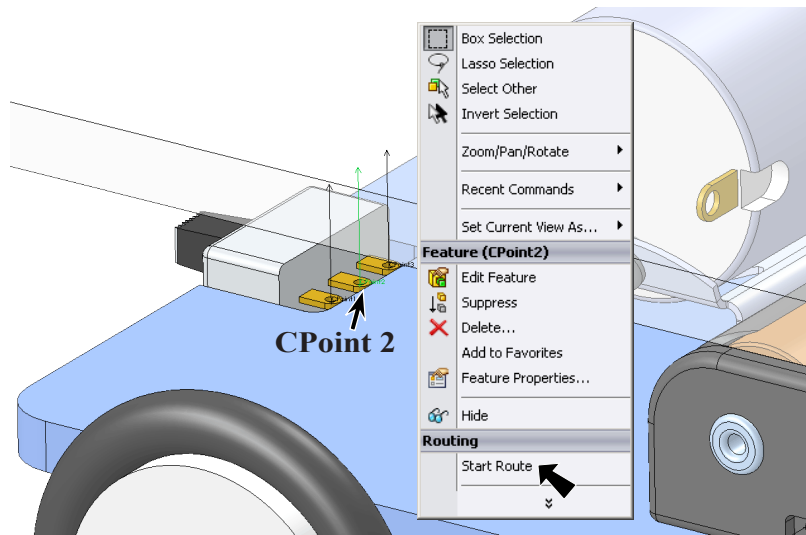 Box Selection
Lasso Selection
Select Other
Invert Selection
Zoom/Pan/Rotate
Recent Commands
Set Current View As...
Feature (CPoint2)
Edit Feature
Suppress
Delete...
Add to Favorites
Feature Properties...
Hide
Routing
Start Route
CPoint 2